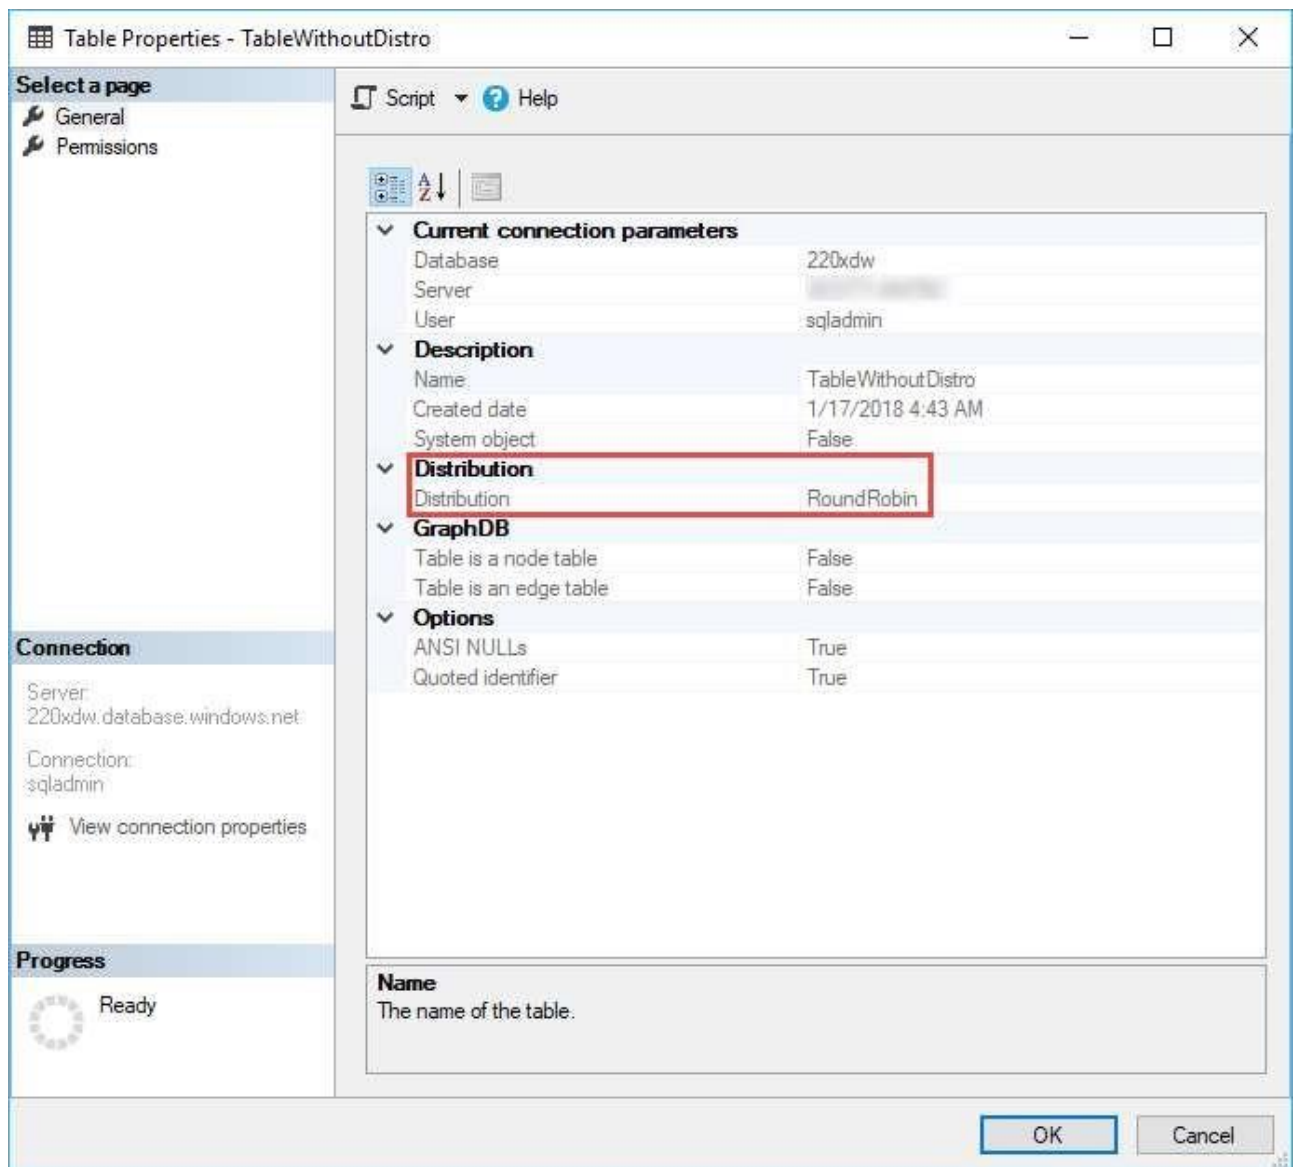 Table Properties - TableWithoutDistro
Select a page
General
Permissions
Script
Help
Current connection parameters
Database 220xdw
Server
User sqladmin
Description
Name TableWithoutDistro
Created date 1/17/2018 4:43 AM
System object False
Distribution
Distribution RoundRobin
GraphDB
Table is a node table False
Table is an edge table False
Options
ANSI NULLs True
Quoted identifier True
Connection
Server:
220xdw.database.windows.net
Connection:
sqladmin
View connection properties
Progress
Ready
Name
The name of the table.
OK
Cancel